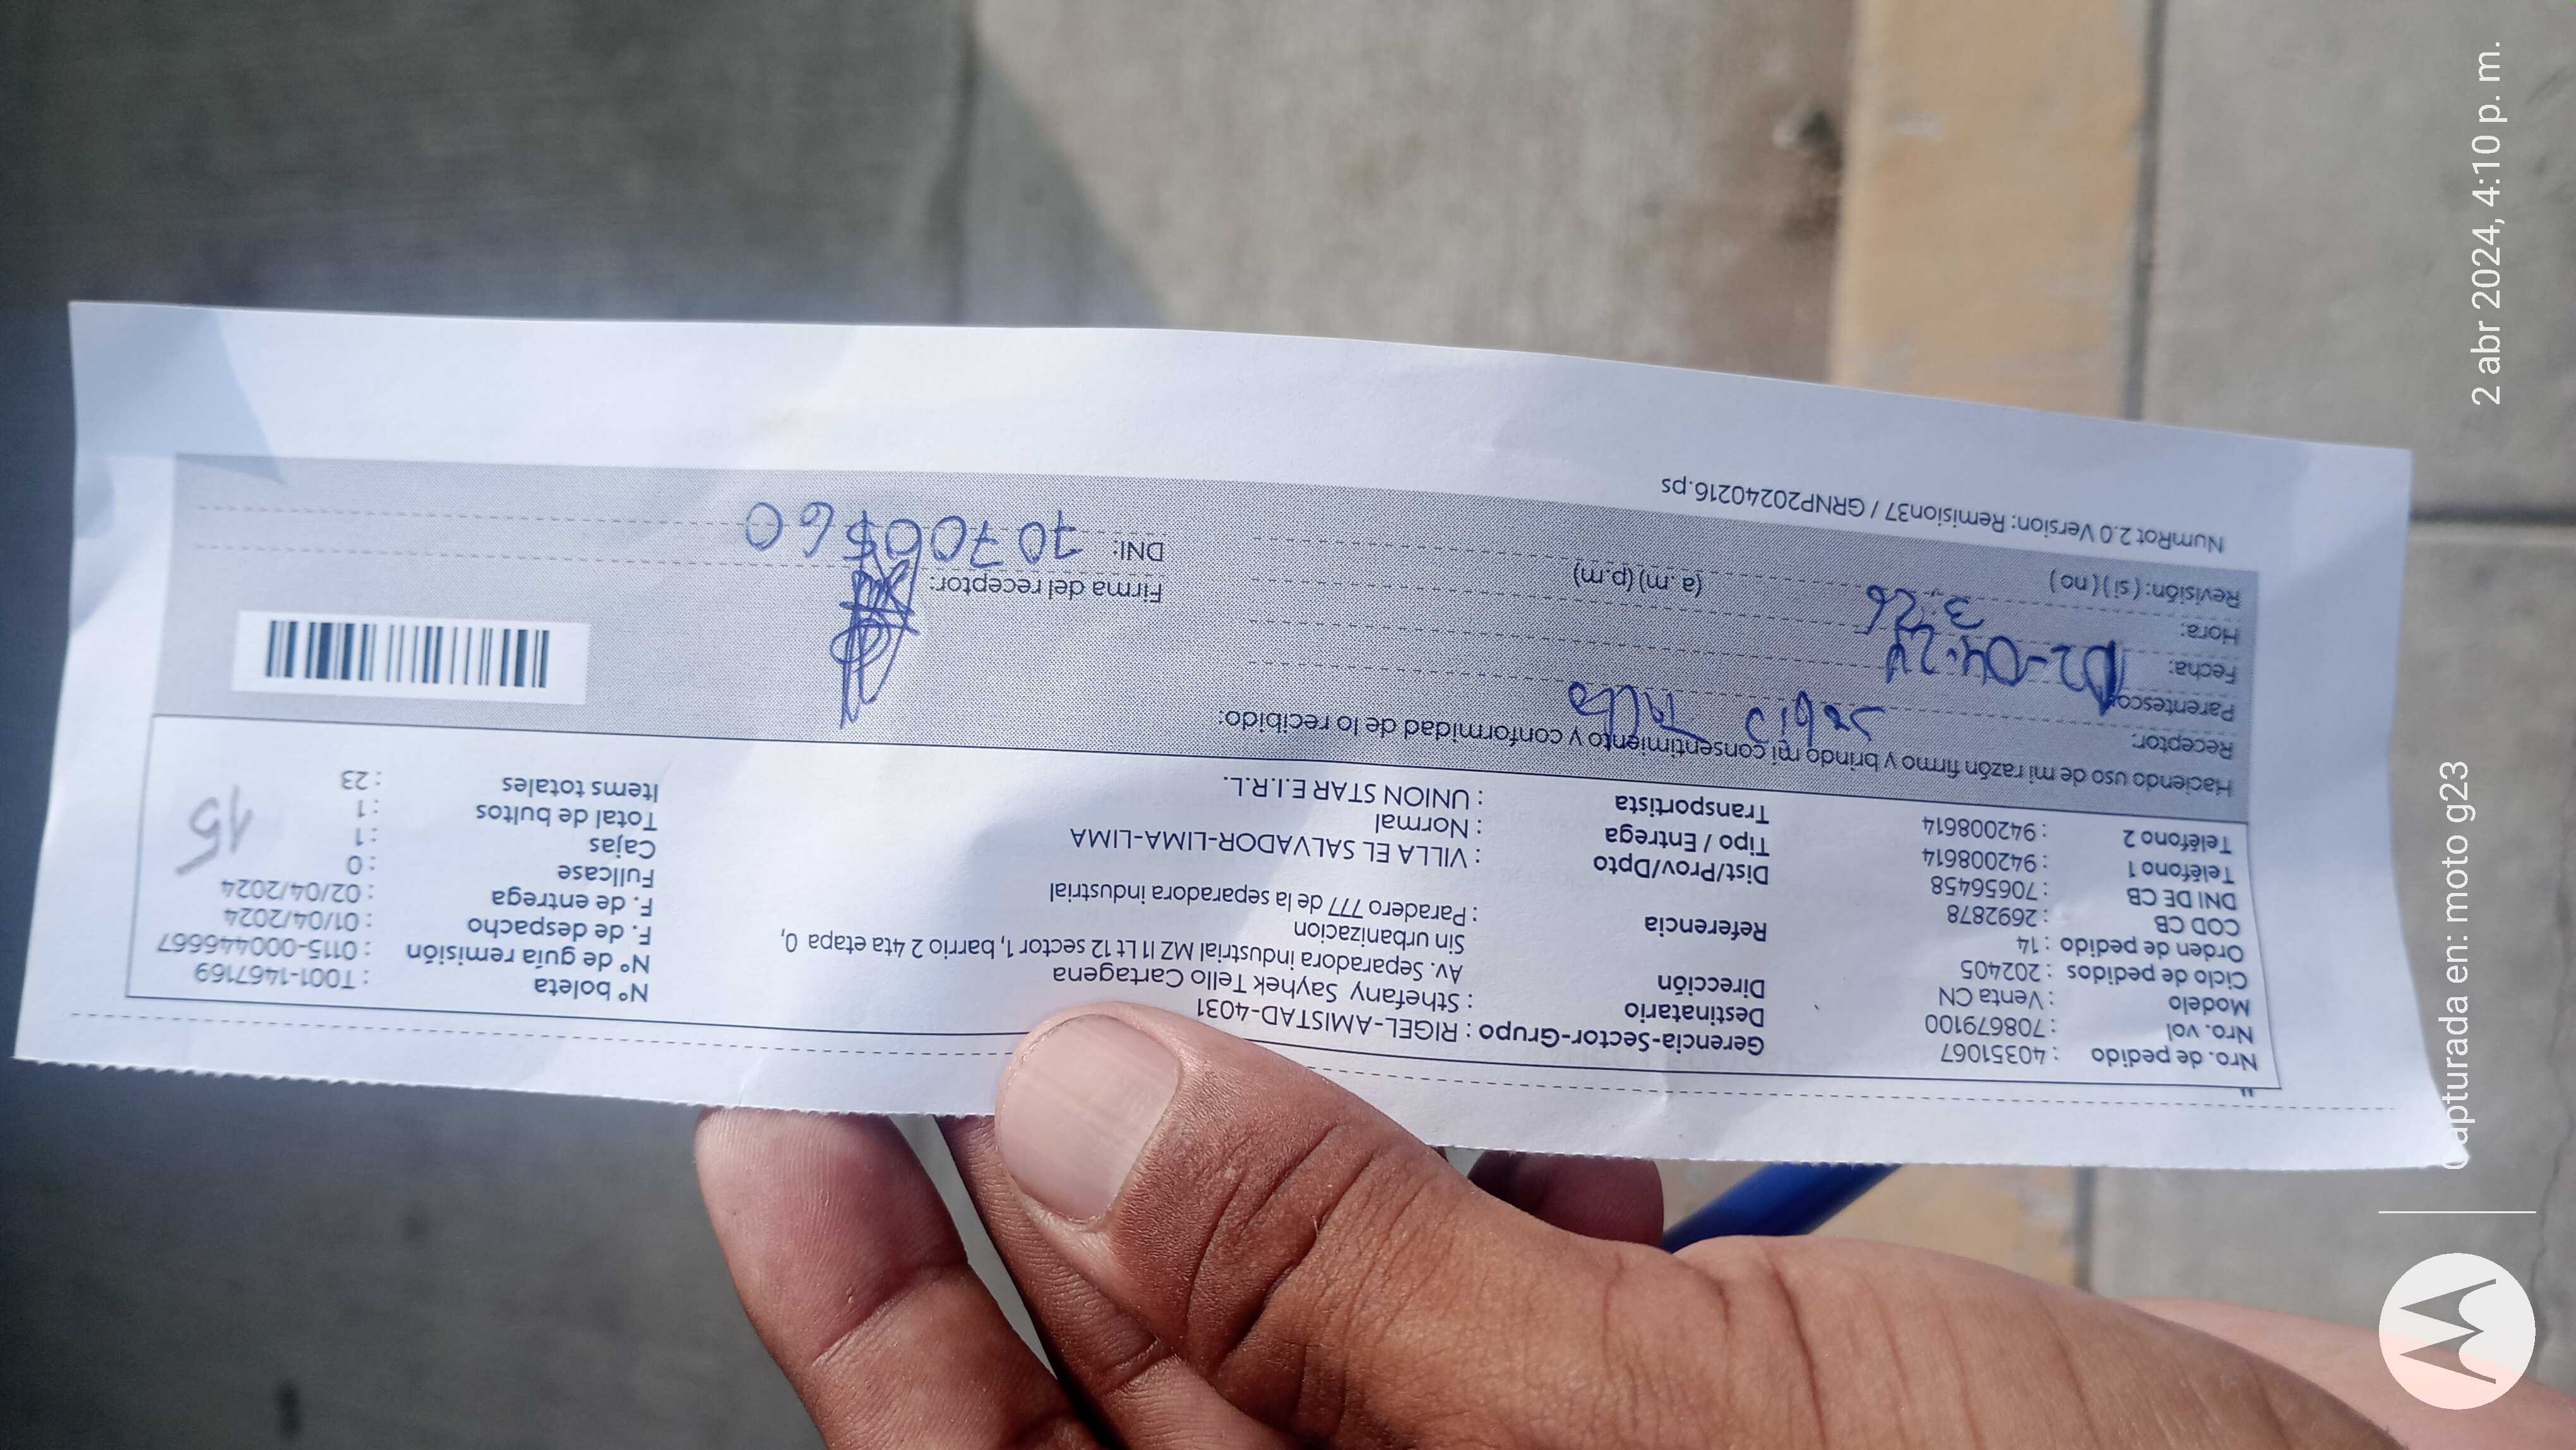 Nro. de pedido : 40351067
Nro. vol : 708679100
Modelo : Venta CN
Ciclo de pedidos : 202405
Orden de pedido : 14
COD CB : 2692878
DNI DE CB : 70656458
Teléfono 1 : 942008614
Teléfono 2 : 942008614
Gerencia-Sector-Grupo : RIGEL-AMISTAD-4031
Destinatario : Sthefany Sayhek Tello Cartagena
Dirección Av. Separadora industrial MZ I1 Lt 12 sector 1, barrio 2 4ta etapa 0,
Sin urbanizacion
Referencia : Paradero 777 de la separadora industrial
Dist/Prov/Dpto : VILLA EL SALVADOR-LIMA-LIMA
Tipo / Entrega : Normal
Transportista : UNION STAR E.I.R.L.
N° boleta : T001-1467169
N° de guía remisión : 0115-000446667
F. de despacho : 01/04/2024
F. de entrega : 02/04/2024
Fullcase : 0
Cajas : 1
Total de bultos : 1
Items totales : 23
15
Haciendo uso de mi razón firmo y brindo mi consentimiento y conformidad de lo recibido:
Receptor: Tello
Parentesco:
Fecha: 02-04-24
Hora: 3:26 (a.m) (p.m)
Revisión: (si) (no)
Firma del receptor:
DNI:
NumRot 2.0 Version: Remision37 / GRNP20240216.ps
Capturada en: moto g23
2 abr 2024, 4:10 p. m.